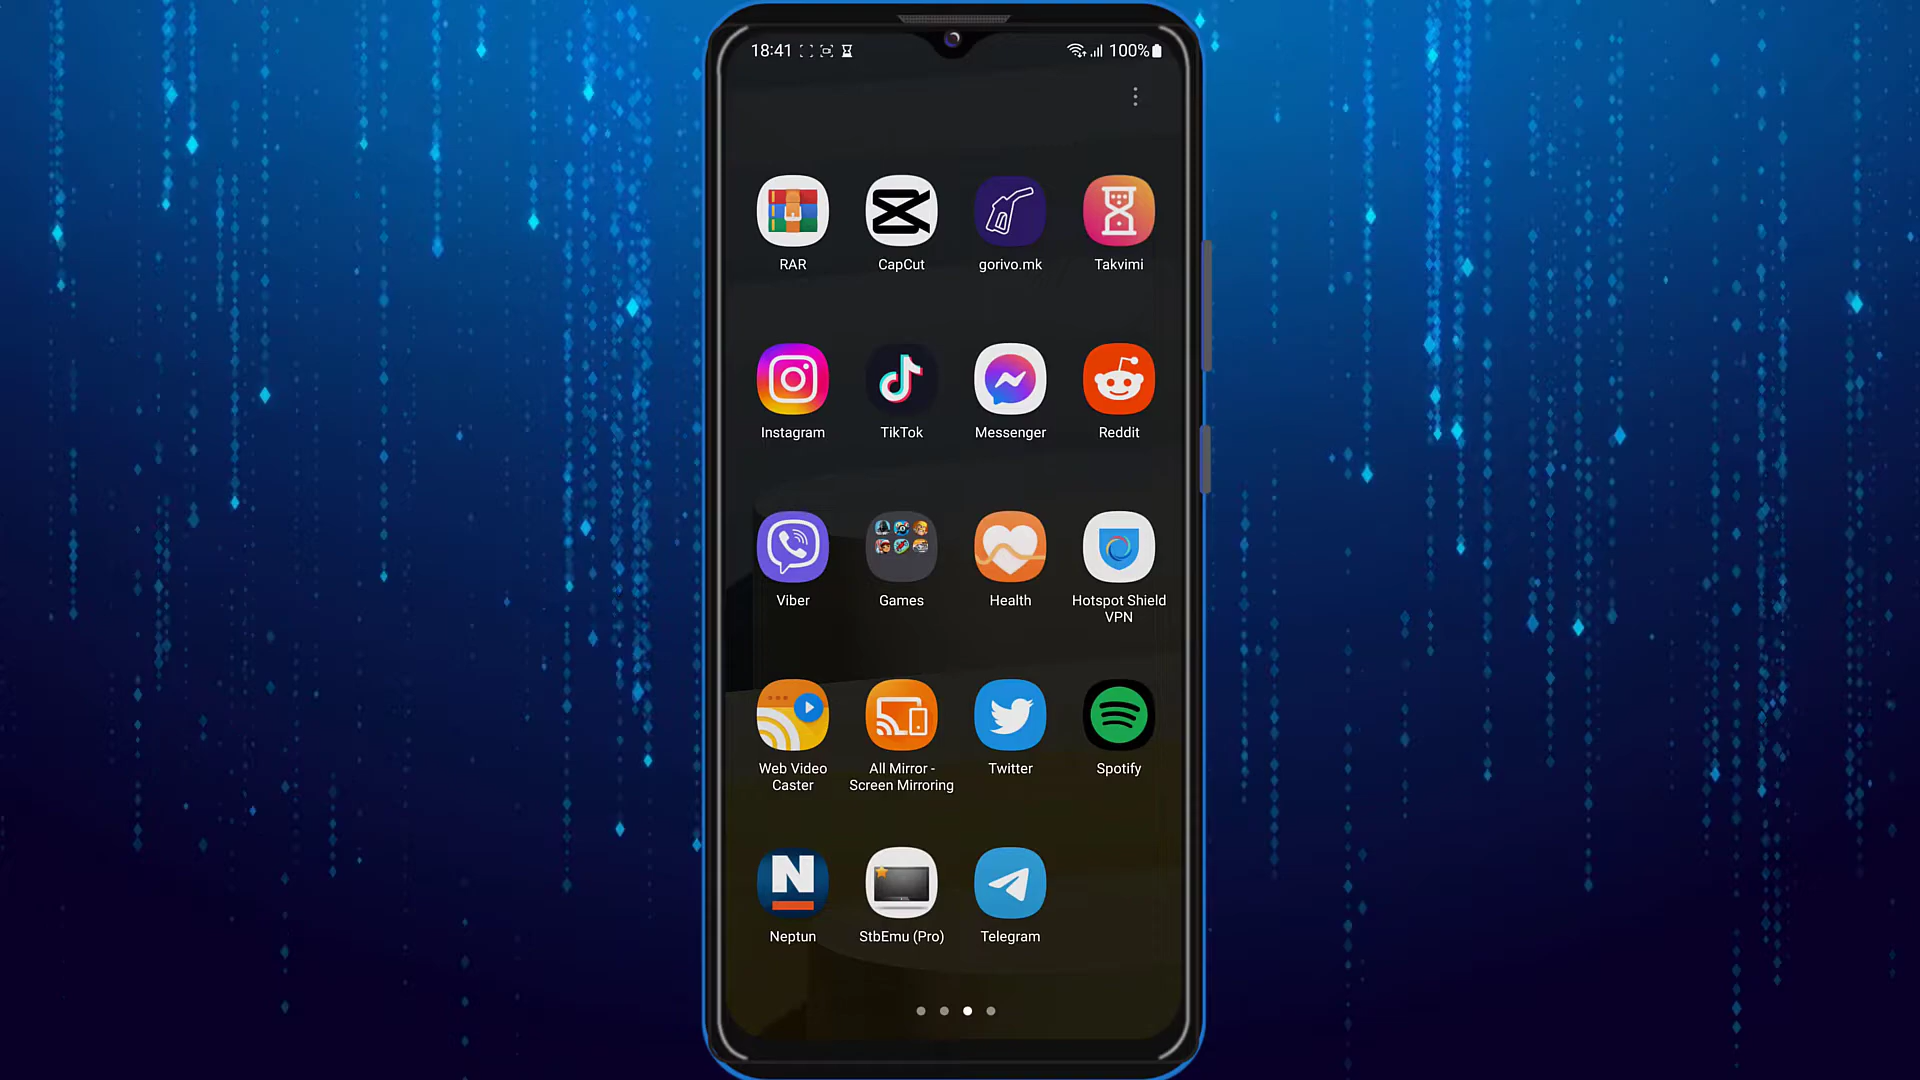 18:41
100%
RAR
CapCut
gorivo.mk
Takvimi
Instagram
TikTok
Messenger
Reddit
Viber
Games
Health
Hotspot Shield
VPN
Web Video
Caster
All Mirror -
Screen Mirroring
Twitter
Spotify
N
Neptun
StbEmu (Pro)
Telegram